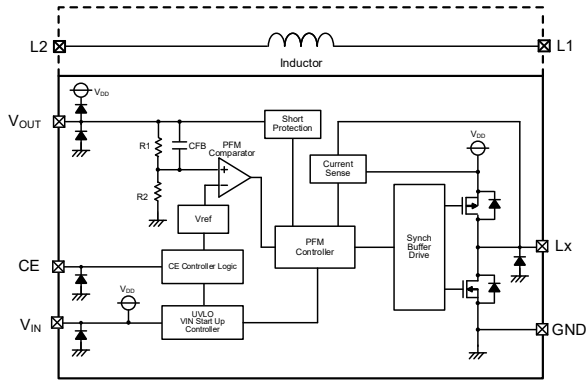 L2
L1
Inductor
VDD
VOUT
Short
Protection
R1
CFB
PFM
Comparator
VDD
+
−
Current
Sense
R2
Vref
PFM
Controller
Synch
Buffer
Drive
Lx
CE
CE Controller Logic
VDD
VIN
UVLO
VIN Start Up
Controller
GND